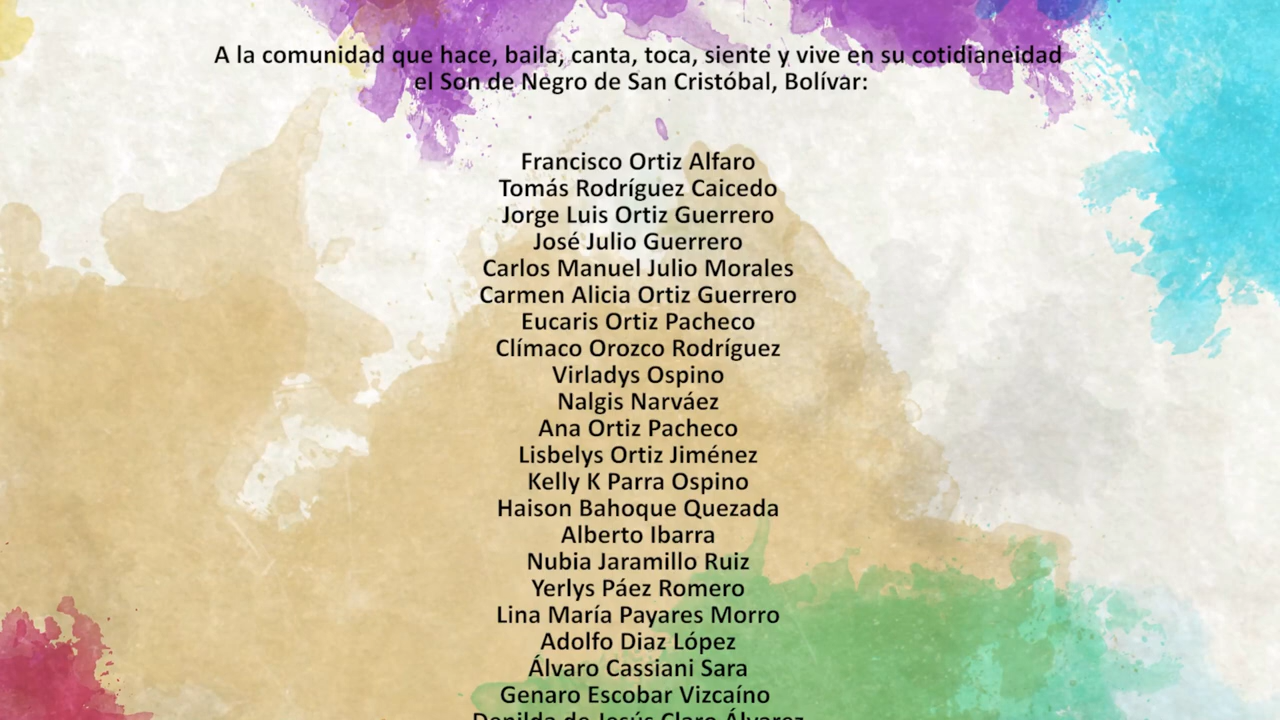 A la comunidad que hace, baila, canta, toca, siente y vive en su cotidianeidad
el Son de Negro de San Cristóbal, Bolívar:
Francisco Ortiz Alfaro
Tomás Rodríguez Caicedo
Jorge Luis Ortiz Guerrero
José Julio Guerrero
Carlos Manuel Julio Morales
Carmen Alicia Ortiz Guerrero
Eucaris Ortiz Pacheco
Clímaco Orozco Rodríguez
Virladys Ospino
Nalgis Narváez
Ana Ortiz Pacheco
Lisbelys Ortiz Jiménez
Kelly K Parra Ospino
Haison Bahoque Quezada
Alberto Ibarra
Nubia Jaramillo Ruiz
Yerlys Páez Romero
Lina María Payares Morro
Adolfo Diaz López
Álvaro Cassiani Sara
Genaro Escobar Vizcaíno
Denilda de Jesús Claro Álvarez